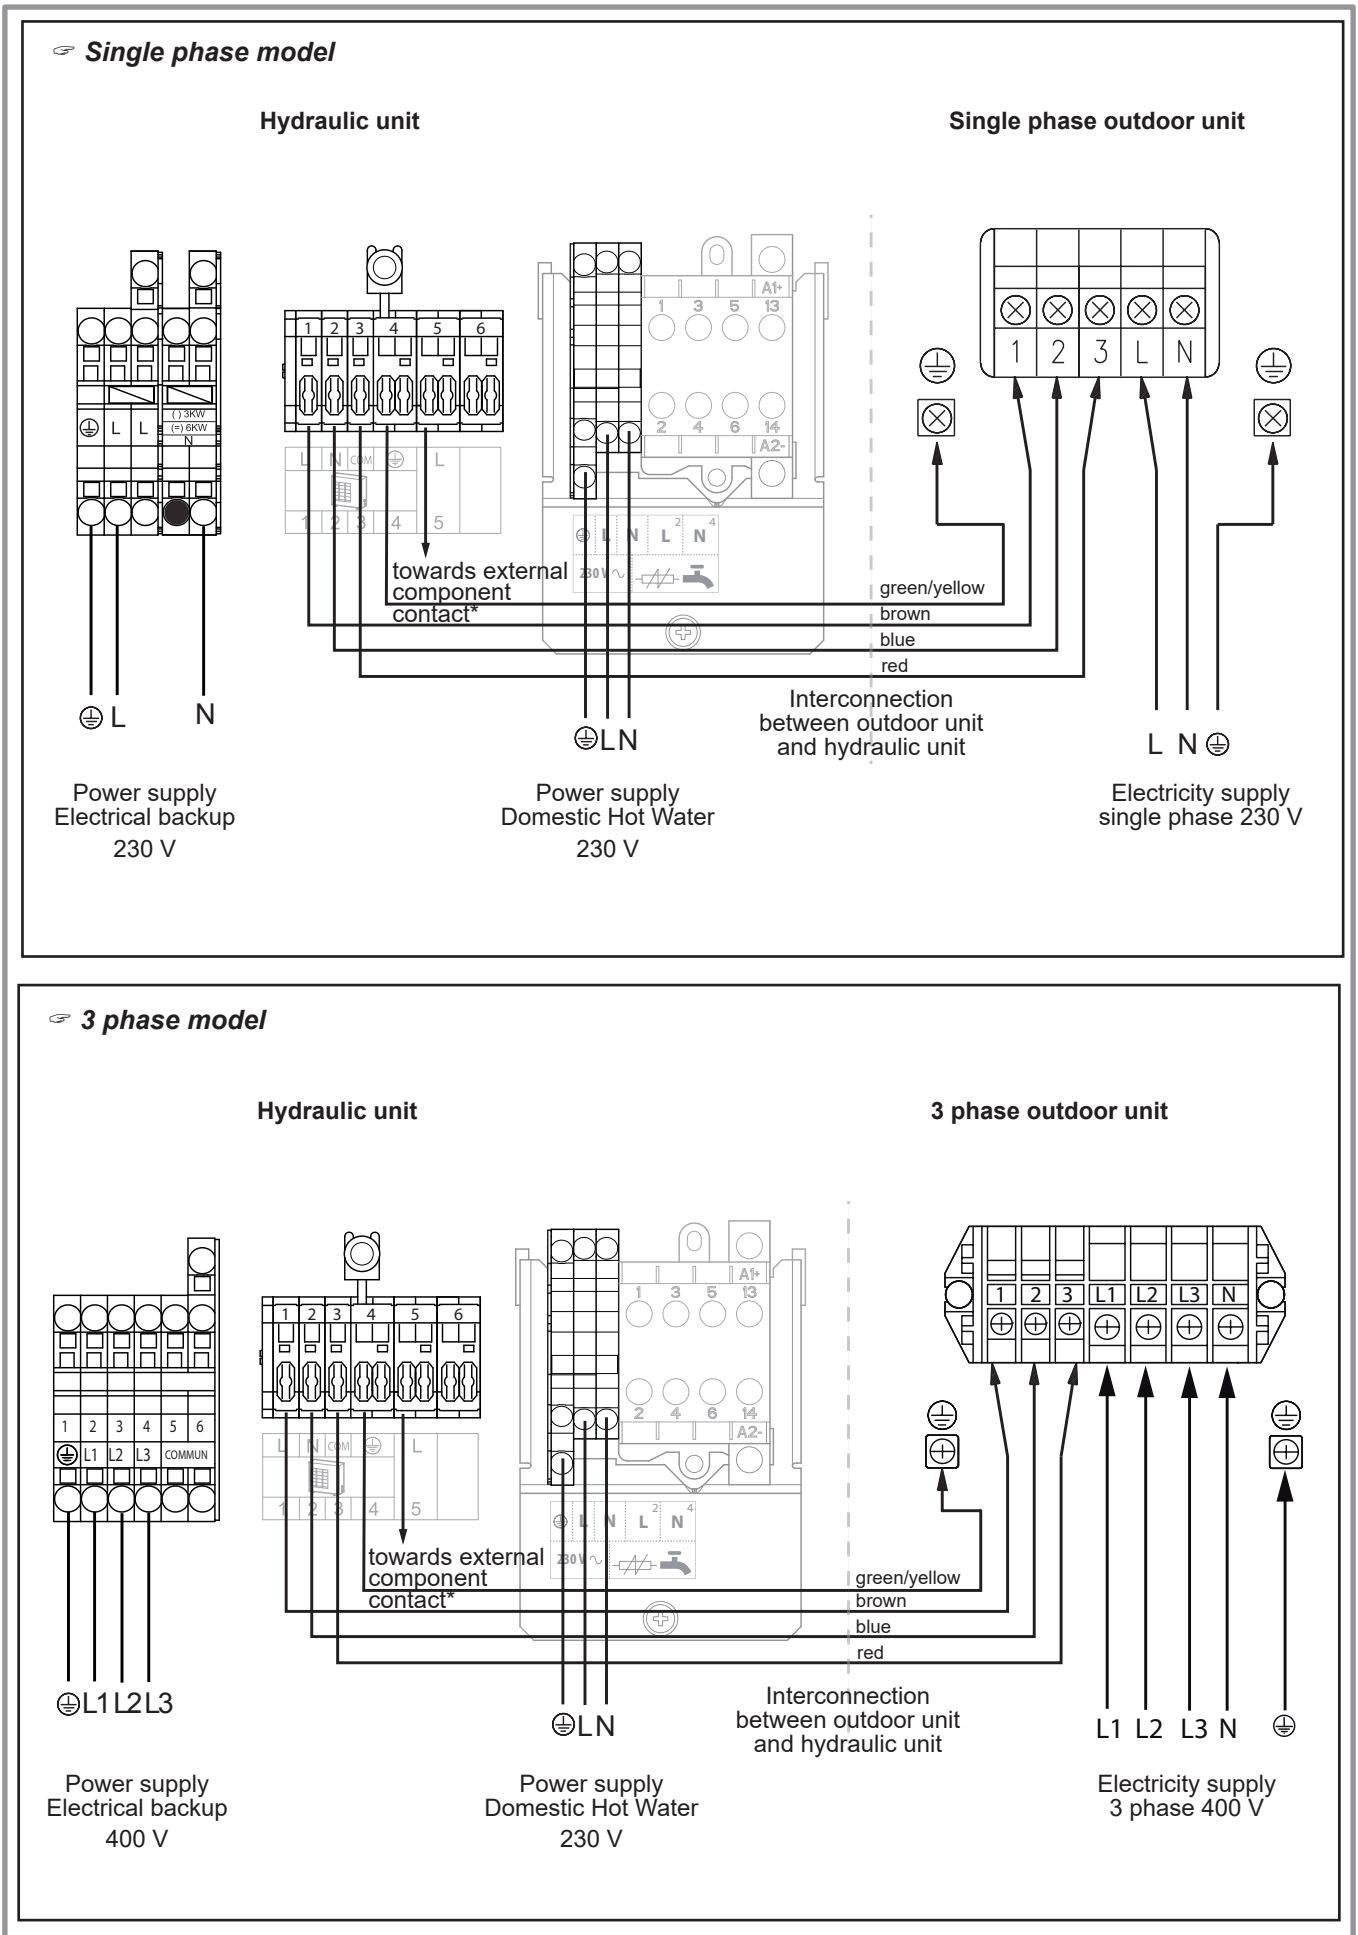 ☞ Single phase model
Hydraulic unit
Single phase outdoor unit
A1+
1 3 5 13
1 2 3 4 5 6
1 2 3 L N
( ) 3KW
(=) 6KW
L L N
2 4 6 14
A2-
L N COM L
1 2 3 4 5
L N L 2 N 4
230 V ~
towards external
component
contact*
green/yellow
brown
blue
red
Interconnection
between outdoor unit
and hydraulic unit
L N
L N
L N
Power supply
Electrical backup
230 V
Power supply
Domestic Hot Water
230 V
Electricity supply
single phase 230 V
☞ 3 phase model
Hydraulic unit
3 phase outdoor unit
A1+
1 3 5 13
1 2 3 L1 L2 L3 N
1 2 3 4 5 6
2 4 6 14
A2-
1 2 3 4 5 6
L1 L2 L3 COMMUN
L N COM L
1 2 3 4 5
L N L 2 N 4
230 V ~
towards external
component
contact*
green/yellow
brown
blue
red
Interconnection
between outdoor unit
and hydraulic unit
L1 L2 L3
L N
L1 L2 L3 N
Power supply
Electrical backup
400 V
Power supply
Domestic Hot Water
230 V
Electricity supply
3 phase 400 V